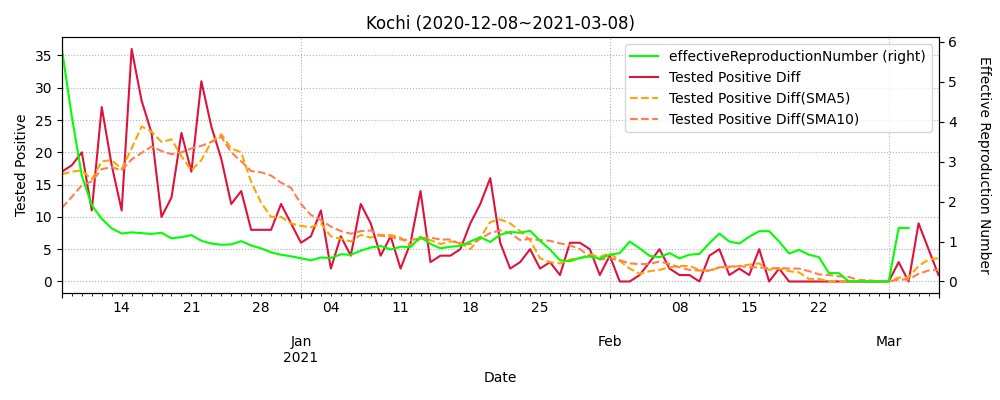 Kochi (2020-12-08~2021-03-08)
effectiveReproductionNumber (right)
Tested Positive Diff
Tested Positive Diff(SMA5)
Tested Positive Diff(SMA10)
Tested Positive
35
30
25
20
15
10
5
0
6
5
4
3
2
1
0
Effective Reproduction Number
14
21
28
04
11
18
25
08
15
22
Jan
2021
Feb
Mar
Date